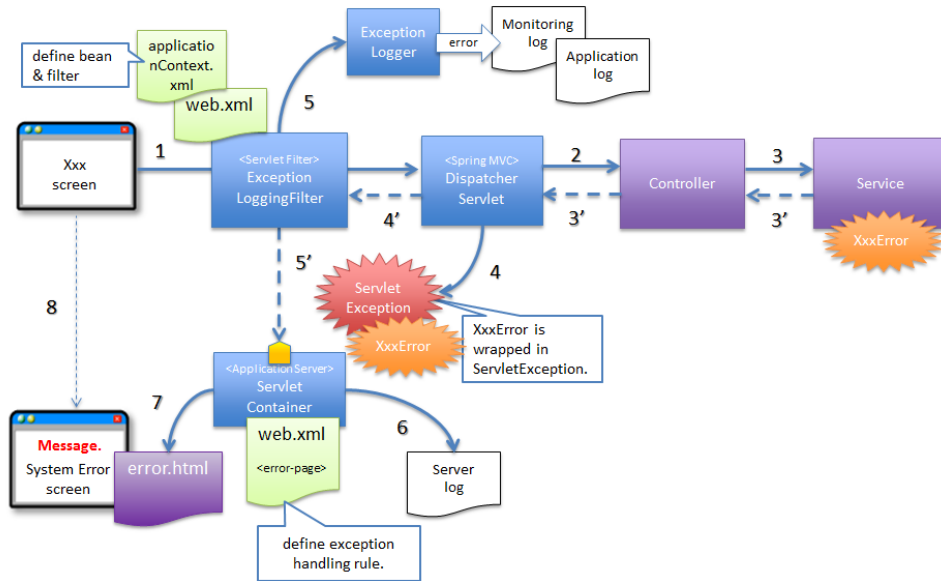 define bean
& filter
applicatio
nContext.
xml
web.xml
Exception
Logger
error
Monitoring
log
Application
log
5
Xxx
screen
1
<Servlet Filter>
Exception
LoggingFilter
4’
<Spring MVC>
Dispatcher
Servlet
2
3’
Controller
3
3’
Service
XxxError
8
5’
4
Servlet
Exception
XxxError
XxxError is
wrapped in
ServletException.
<Application Server>
Servlet
Container
7
6
Message.
System Error
screen
error.html
web.xml
<error-page>
Server
log
define exception
handling rule.